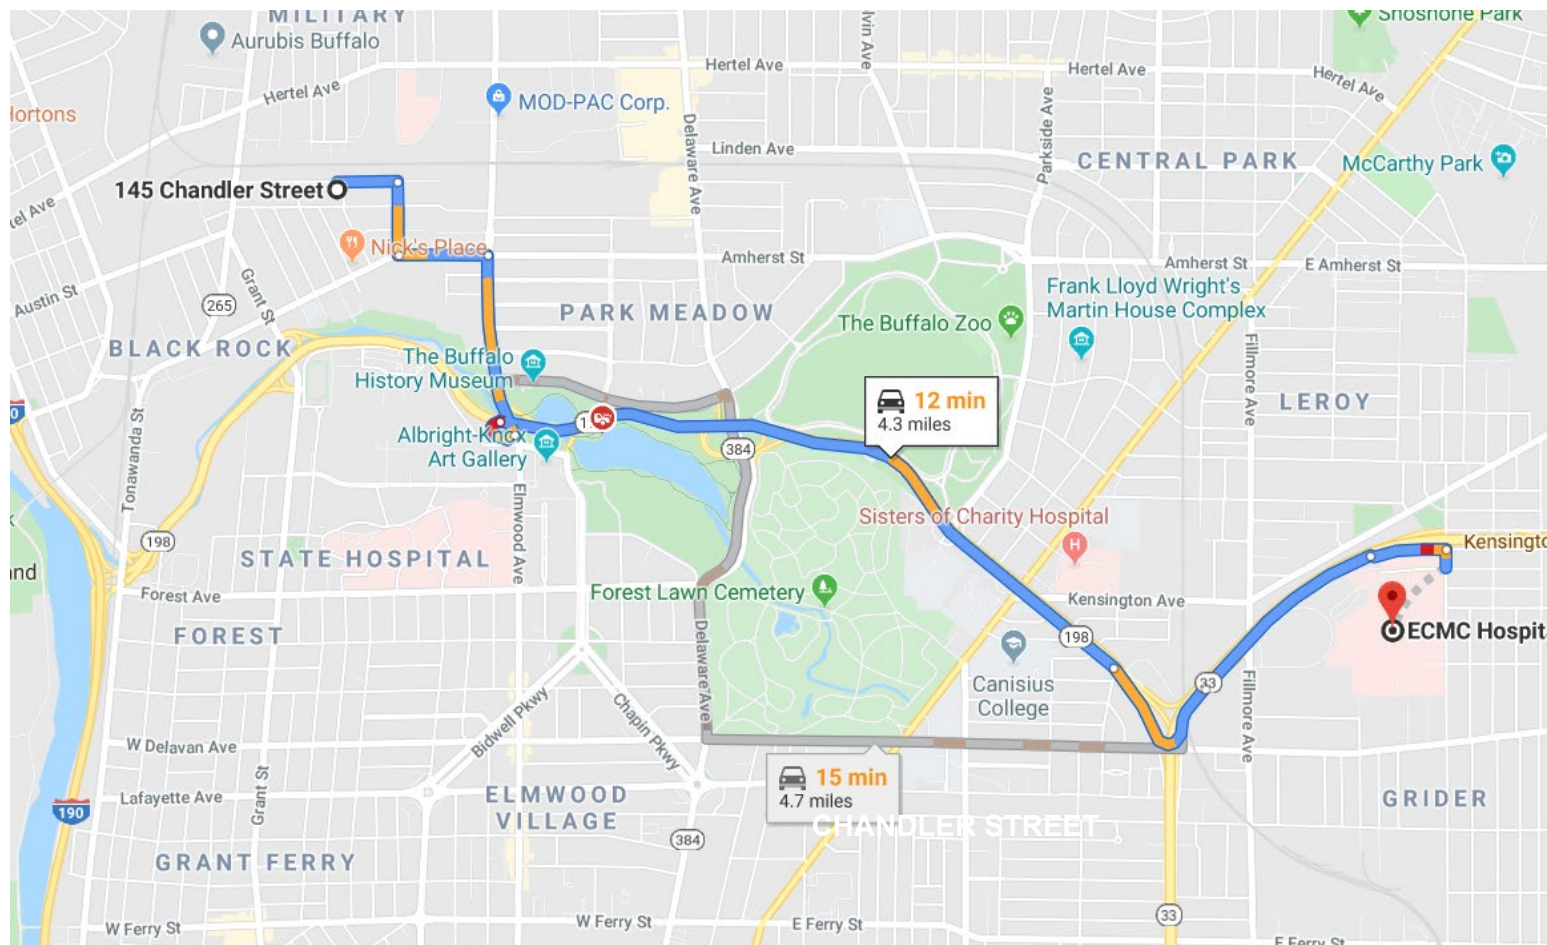 MILITARY
Aurubis Buffalo
Shoshone Park
Hertel Ave
Hertel Ave
Hertel Ave
Hertel Ave
MOD-PAC Corp.
Delaware Ave
Parkside Ave
Linden Ave
CENTRAL PARK
McCarthy Park
145 Chandler Street
Nick's Place
Amherst St
Amherst St
E Amherst St
Austin St
265
Grant St
PARK MEADOW
Frank Lloyd Wright's
Martin House Complex
The Buffalo Zoo
BLACK ROCK
The Buffalo
History Museum
Fillmore Ave
LEROY
12 min
4.3 miles
Albright-Knox
Art Gallery
384
Tonawanda St
Elmwood Ave
Sisters of Charity Hospital
H
198
STATE HOSPITAL
Forest Ave
Forest Lawn Cemetery
Kensington Ave
ECMC Hospit
FOREST
198
Delaware Ave
Canisius
College
33
Fillmore Ave
Bidwell Pkwy
Chapin Pkwy
W Delavan Ave
15 min
4.7 miles
Lafayette Ave
Grant St
ELMWOOD
VILLAGE
190
GRIDER
CHANDLER STREET
384
GRANT FERRY
33
W Ferry St
W Ferry St
E Ferry St
E Ferry St